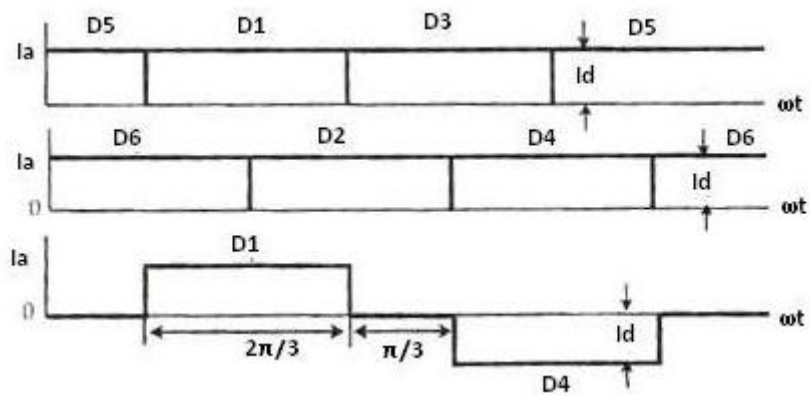 D5 D1 D3 D5
Ia
Id
ωt
D6 D2 D4 D6
Ia
Id
0
ωt
D1
Ia
0
ωt
2π/3 π/3 Id
D4